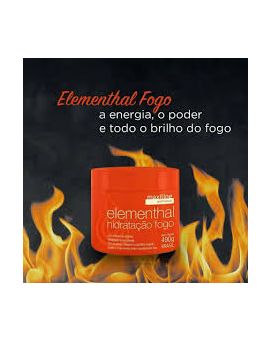 Elementhal Fogo
a energia, o poder
e todo o brilho do fogo
elementhal
hidratação fogo
490g